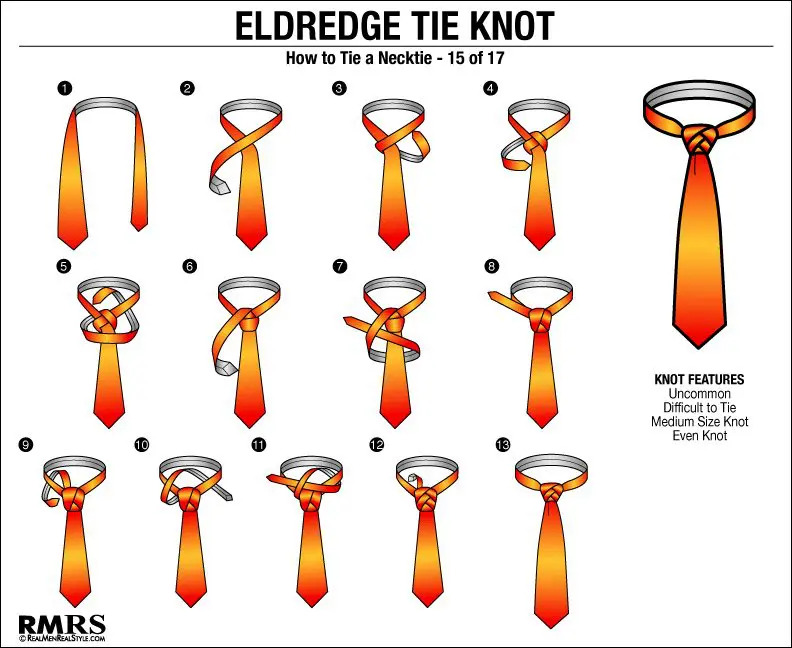 ELDREDGE TIE KNOT
How to Tie a Necktie - 15 of 17
1
2
3
4
5
6
7
8
KNOT FEATURES
Uncommon
Difficult to Tie
Medium Size Knot
Even Knot
9
10
11
12
13
RMRS
© REALMENREALSTYLE.COM